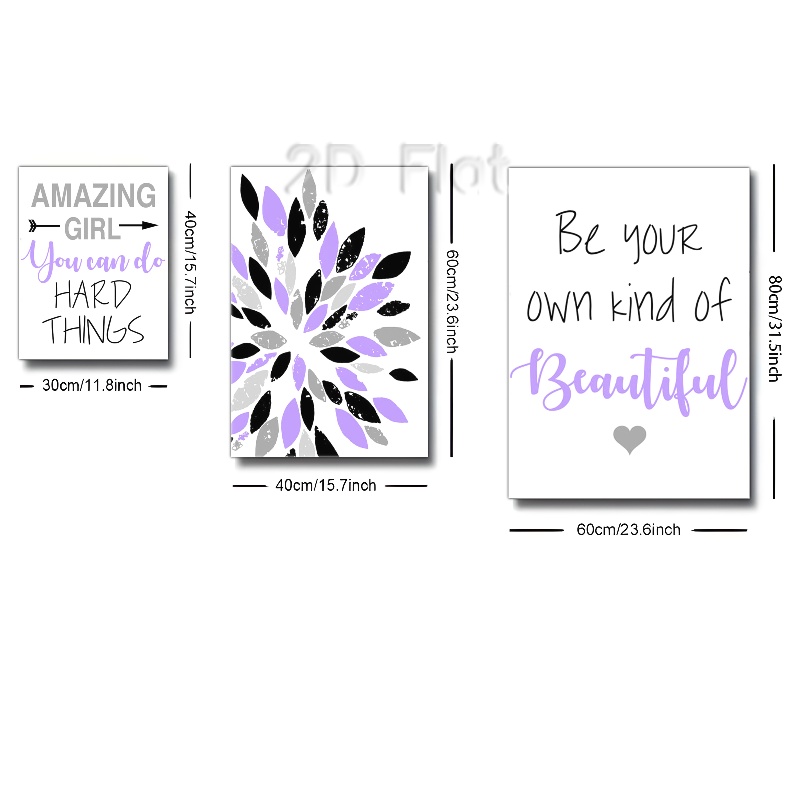 2D Flat
AMAZING
GIRL
You can do
HARD
THINGS
40cm/15.7inch
30cm/11.8inch
60cm/23.6inch
40cm/15.7inch
Be your
own kind of
Beautiful
80cm/31.5inch
60cm/23.6inch